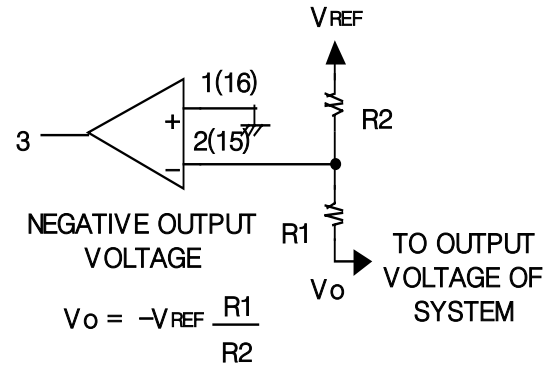 VREF
1(16)
+
R2
3
2(15)
−
NEGATIVE OUTPUT
VOLTAGE
R1
TO OUTPUT
VOLTAGE OF
SYSTEM
Vo
Vo = −VREF R1
R2